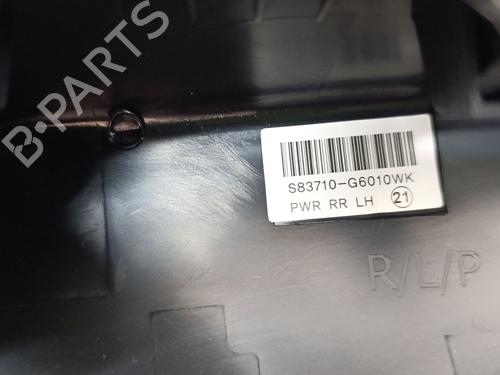 B-PARTS
S83710-G6010WK
PWR RR LH 21
R/L/P